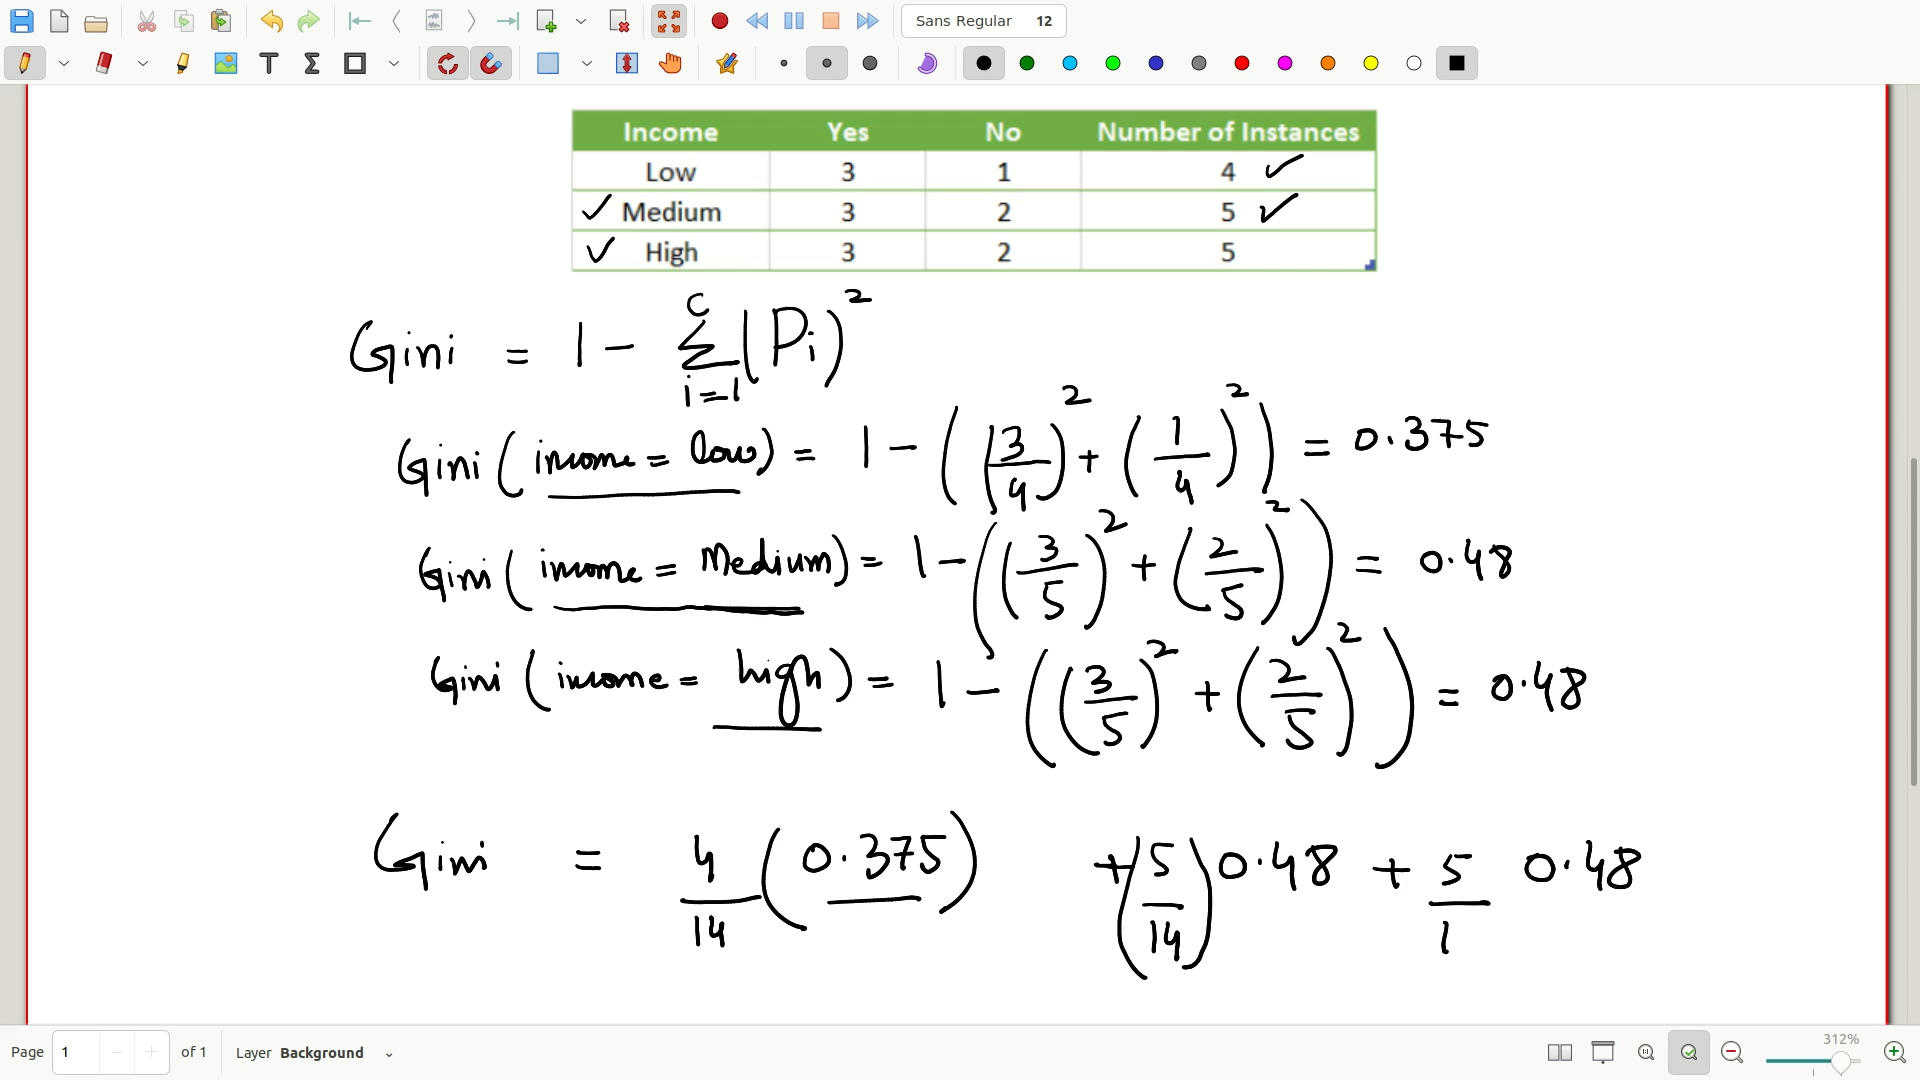 Sans Regular 12
Income Yes No Number of Instances
Low 3 1 4 ✓
✓ Medium 3 2 5 ✓
✓ High 3 2 5
Gini = 1 - Σ_{i=1}^{C} (Pi)^2
Gini (income = low) = 1 - ((3/4)^2 + (1/4)^2) = 0.375
Gini (income = Medium) = 1 - ((3/5)^2 + (2/5)^2) = 0.48
Gini (income = high) = 1 - ((3/5)^2 + (2/5)^2) = 0.48
Gini = 4/14 (0.375) + (5/14) 0.48 + 5/1 0.48
Page 1 of 1 Layer Background 312%